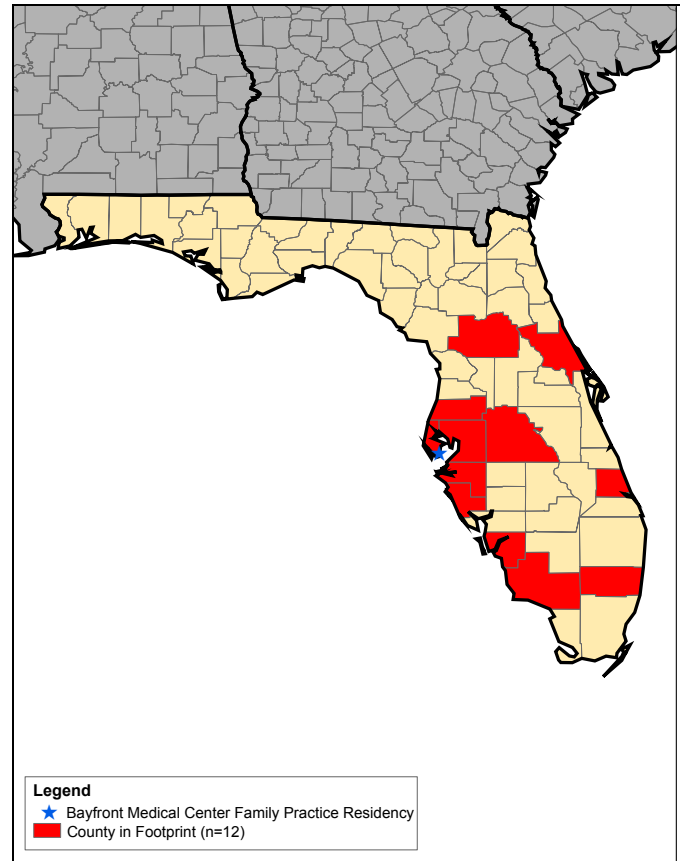 Legend
Bayfront Medical Center Family Practice Residency
County in Footprint (n=12)